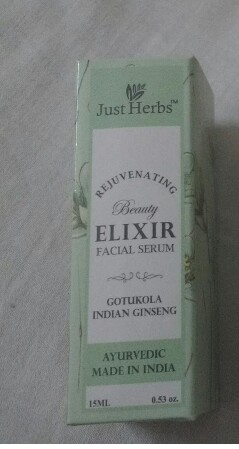 Just Herbs™
REJUVENATING
Beauty
ELIXIR
FACIAL SERUM
GOTUKOLA
INDIAN GINSENG
AYURVEDIC
MADE IN INDIA
15ML 0.53 oz.